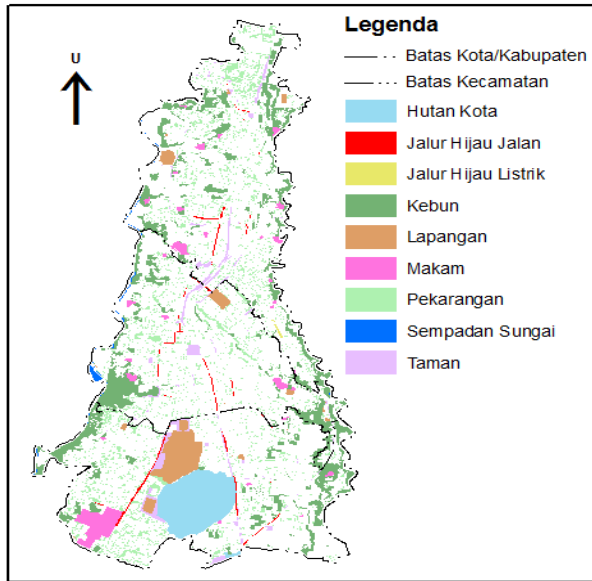 Legenda
U
Batas Kota/Kabupaten
Batas Kecamatan
Hutan Kota
Jalur Hijau Jalan
Jalur Hijau Listrik
Kebun
Lapangan
Makam
Pekarangan
Sempadan Sungai
Taman